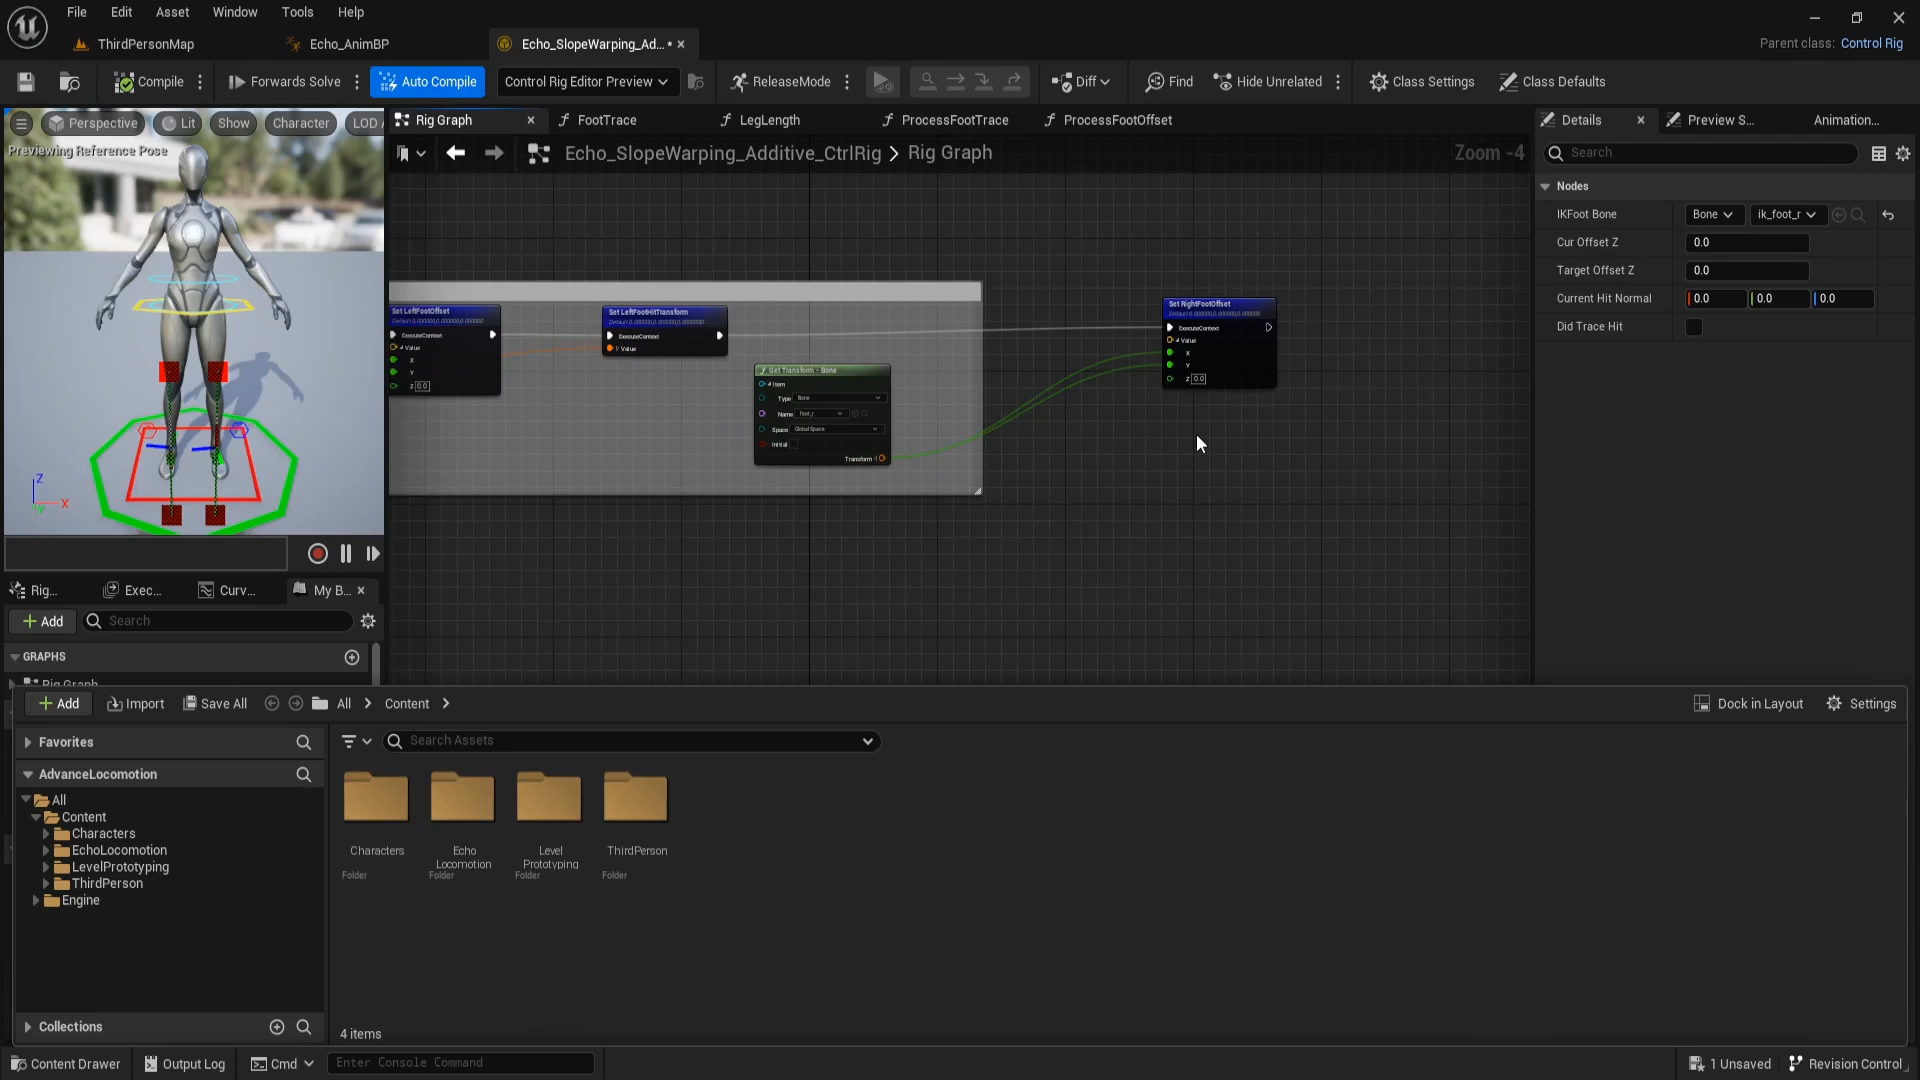 File Edit Asset Window Tools Help
ThirdPersonMap
Echo_AnimBP
Echo_SlopeWarping_Ad... •
Parent class: Control Rig
Compile
Forwards Solve
Auto Compile
Control Rig Editor Preview
ReleaseMode
Diff
Find
Hide Unrelated
Class Settings
Class Defaults
Perspective
Lit
Show
Character
LOD A
Previewing Reference Pose
Z
X
Y
Rig Graph
FootTrace
LegLength
ProcessFootTrace
ProcessFootOffset
Echo_SlopeWarping_Additive_CtrlRig > Rig Graph
Zoom -4
Set LeftFootOffset
ExecuteContext
Value
X
Y
Z 0.0
Set LeftFootHitTransform
ExecuteContext
Value
Get Transform - Bone
Item
Type Bone
Name foot_r
Space Global Space
Initial
Transform
Set RightFootOffset
ExecuteContext
Value
X
Y
Z 0.0
Details
Preview S...
Animation...
Search
Nodes
IKFoot Bone Bone ik_foot_r
Cur Offset Z 0.0
Target Offset Z 0.0
Current Hit Normal 0.0 0.0 0.0
Did Trace Hit
Rig...
Exec...
Curv...
My B...
Add
Search
GRAPHS
Rig Graph
Add
Import
Save All
All > Content >
Dock in Layout
Settings
Favorites
Search Assets
AdvanceLocomotion
All
Content
Characters
EchoLocomotion
LevelPrototyping
ThirdPerson
Engine
Collections
Characters
Folder
Echo
Locomotion
Folder
Level
Prototyping
Folder
ThirdPerson
Folder
4 items
Content Drawer
Output Log
Cmd
Enter Console Command
1 Unsaved
Revision Control